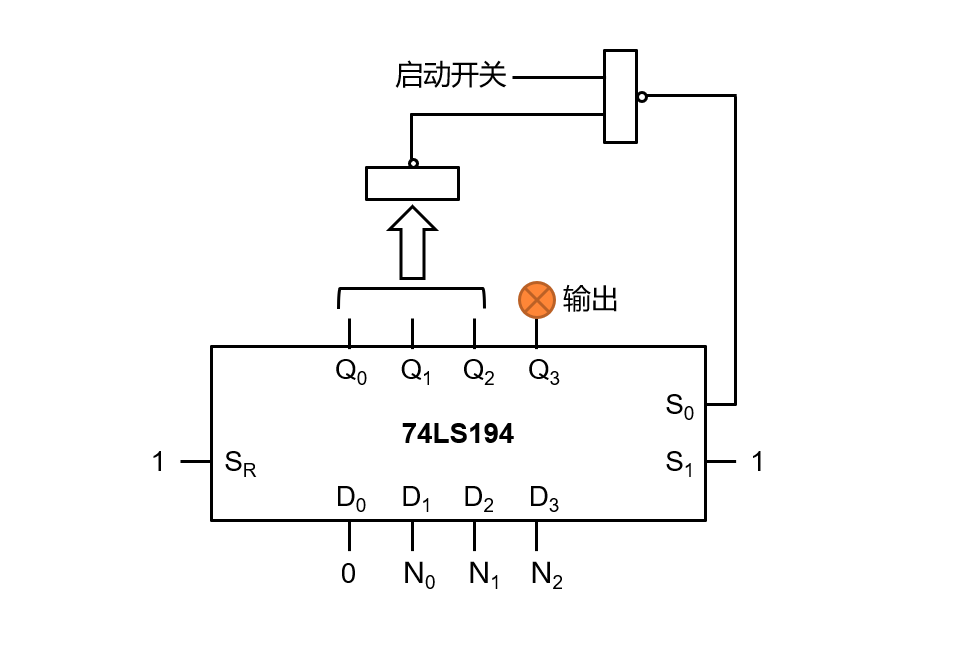 启动开关
输出
Q₀ Q₁ Q₂ Q₃
S₀
74LS194
1 S_R S₁ 1
D₀ D₁ D₂ D₃
0 N₀ N₁ N₂